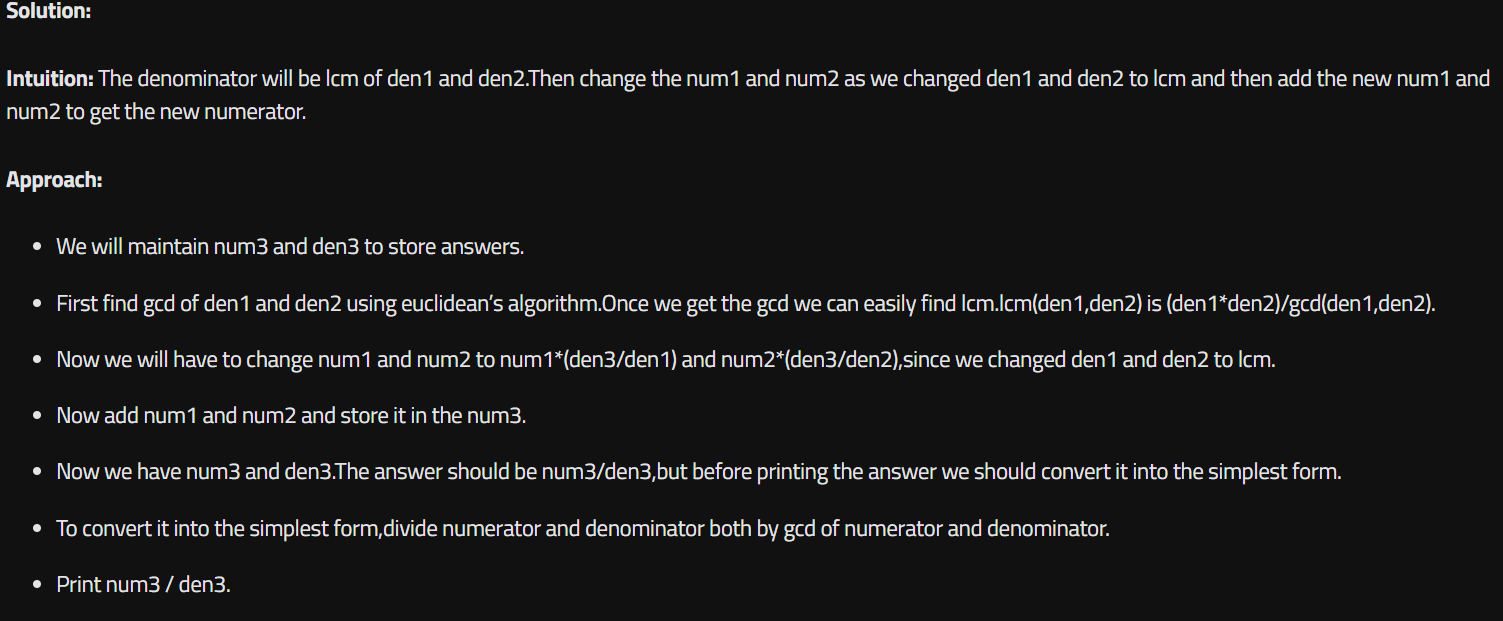 Solution:
Intuition: The denominator will be lcm of den1 and den2.Then change the num1 and num2 as we changed den1 and den2 to lcm and then add the new num1 and
num2 to get the new numerator.
Approach:
• We will maintain num3 and den3 to store answers.
• First find gcd of den1 and den2 using euclidean’s algorithm.Once we get the gcd we can easily find lcm.lcm(den1,den2) is (den1*den2)/gcd(den1,den2).
• Now we will have to change num1 and num2 to num1*(den3/den1) and num2*(den3/den2),since we changed den1 and den2 to lcm.
• Now add num1 and num2 and store it in the num3.
• Now we have num3 and den3.The answer should be num3/den3,but before printing the answer we should convert it into the simplest form.
• To convert it into the simplest form,divide numerator and denominator both by gcd of numerator and denominator.
• Print num3 / den3.